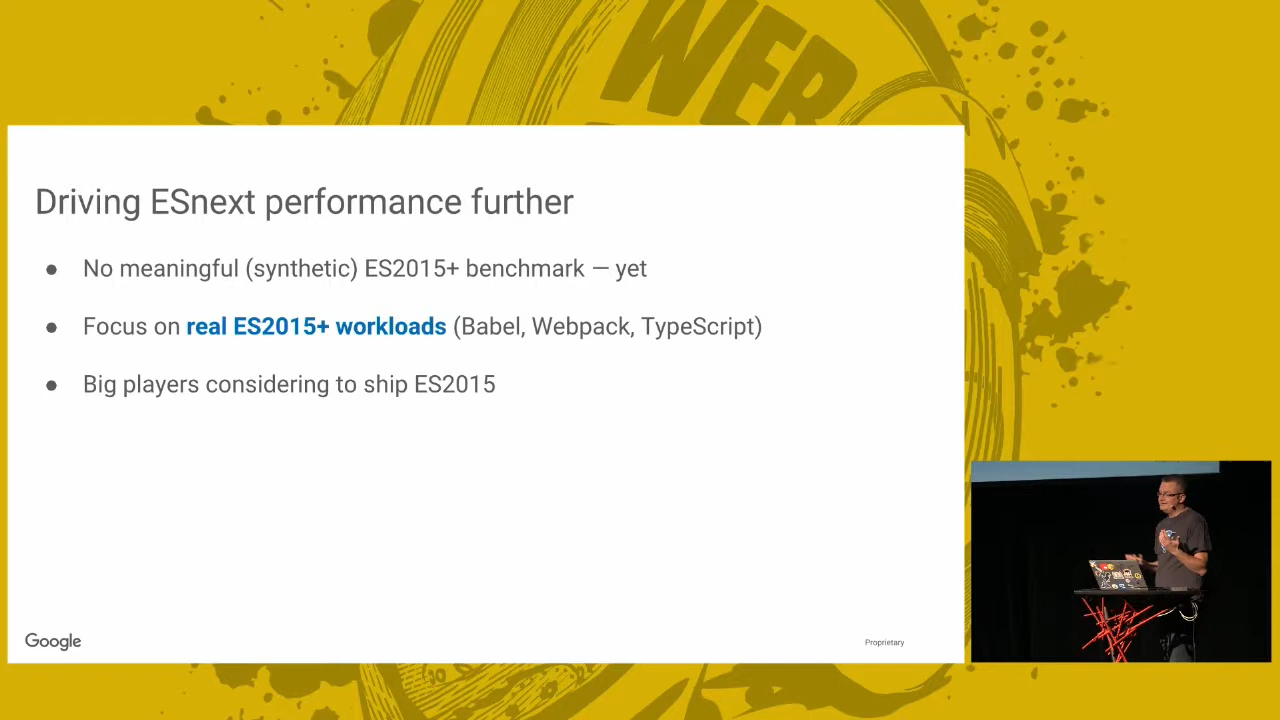 WEB
Driving ESnext performance further
● No meaningful (synthetic) ES2015+ benchmark — yet
● Focus on real ES2015+ workloads (Babel, Webpack, TypeScript)
● Big players considering to ship ES2015
Google
Proprietary